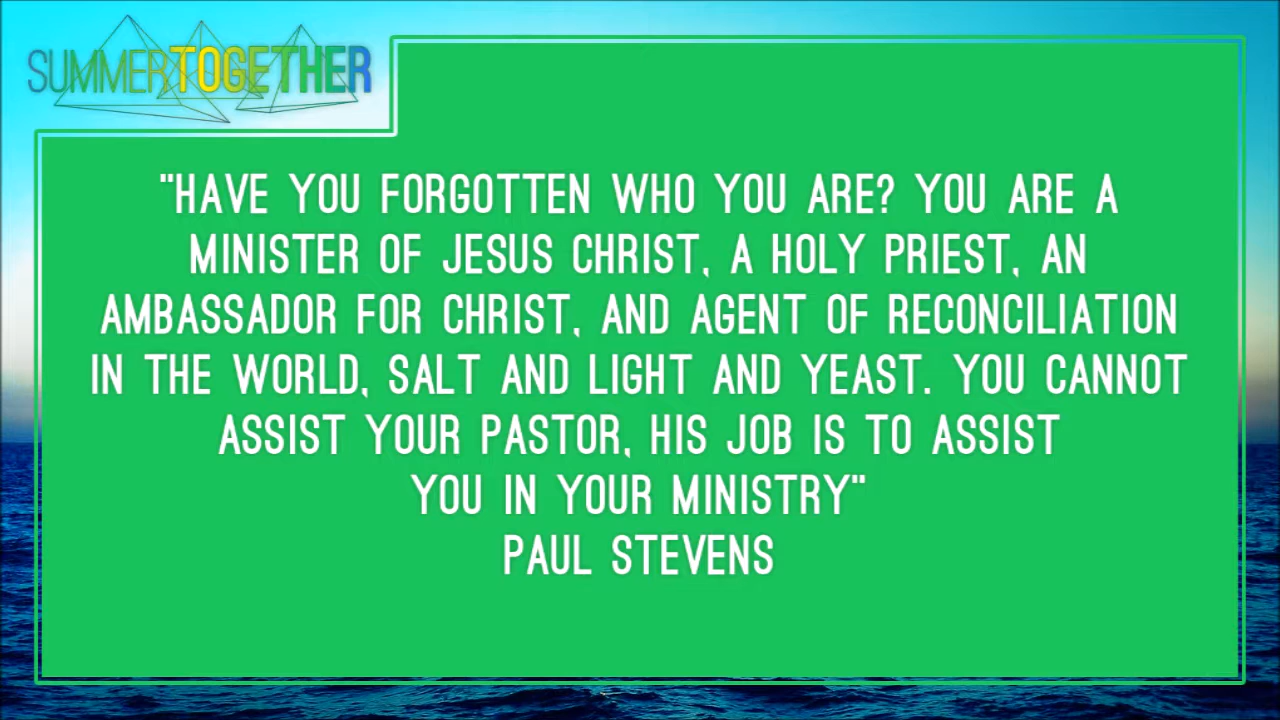 SUMMERTOGETHER
"HAVE YOU FORGOTTEN WHO YOU ARE? YOU ARE A
MINISTER OF JESUS CHRIST, A HOLY PRIEST, AN
AMBASSADOR FOR CHRIST, AND AGENT OF RECONCILIATION
IN THE WORLD, SALT AND LIGHT AND YEAST. YOU CANNOT
ASSIST YOUR PASTOR, HIS JOB IS TO ASSIST
YOU IN YOUR MINISTRY"
PAUL STEVENS